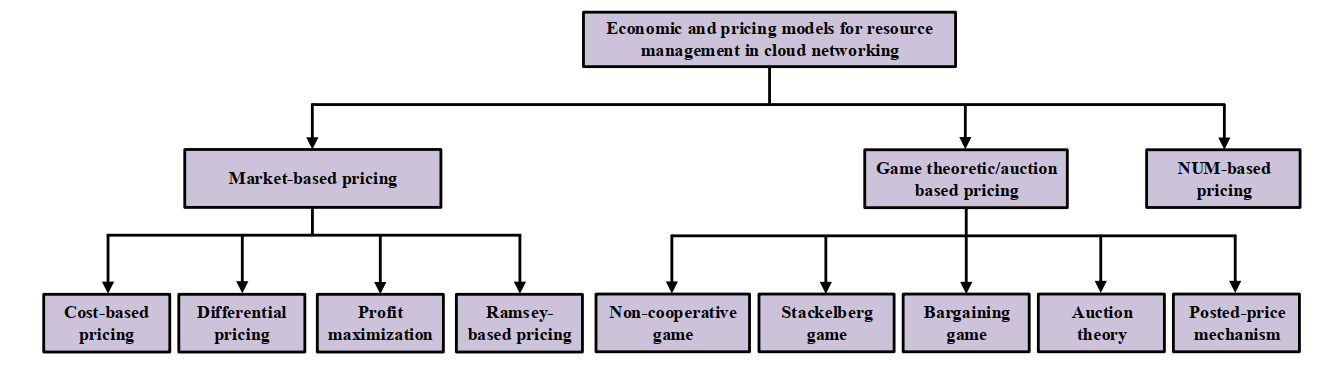 Economic and pricing models for resource
management in cloud networking
Market-based pricing
Game theoretic/auction
based pricing
NUM-based
pricing
Cost-based
pricing
Differential
pricing
Profit
maximization
Ramsey-
based pricing
Non-cooperative
game
Stackelberg
game
Bargaining
game
Auction
theory
Posted-price
mechanism